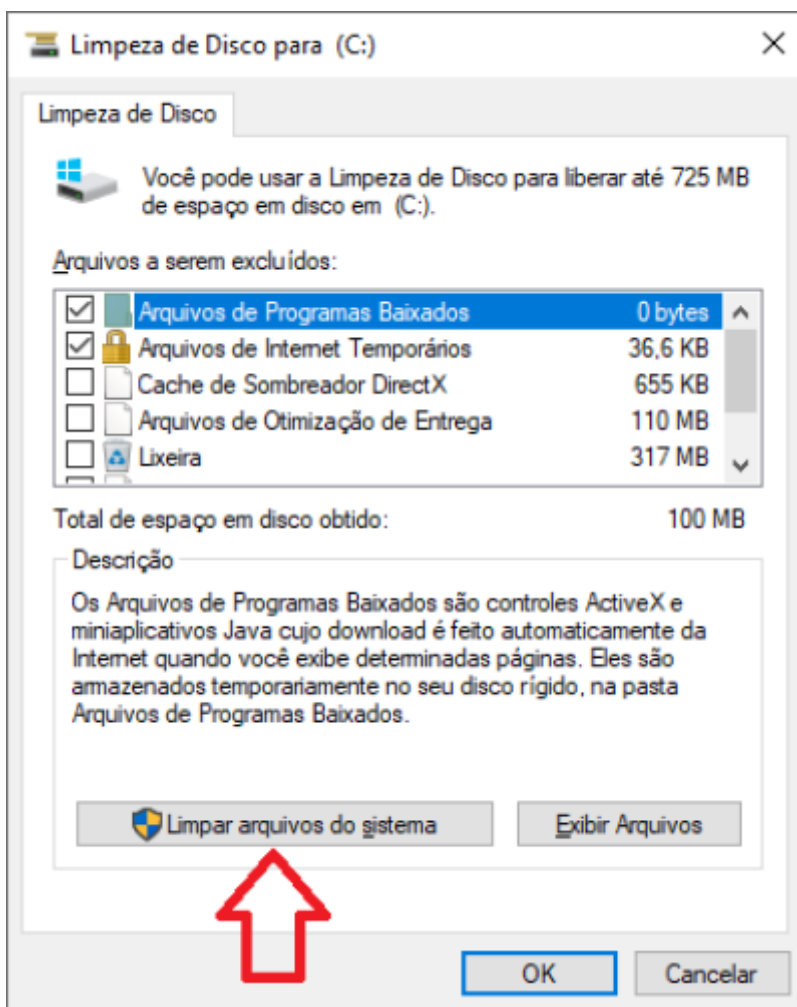 Limpeza de Disco para (C:)
Limpeza de Disco
Você pode usar a Limpeza de Disco para liberar até 725 MB
de espaço em disco em (C:).
Arquivos a serem excluídos:
Arquivos de Programas Baixados 0 bytes
Arquivos de Internet Temporários 36,6 KB
Cache de Sombreador DirectX 655 KB
Arquivos de Otimização de Entrega 110 MB
Lixeira 317 MB
Total de espaço em disco obtido: 100 MB
Descrição
Os Arquivos de Programas Baixados são controles ActiveX e
miniaplicativos Java cujo download é feito automaticamente da
Internet quando você exibe determinadas páginas. Eles são
armazenados temporariamente no seu disco rígido, na pasta
Arquivos de Programas Baixados.
Limpar arquivos do sistema Exibir Arquivos
OK Cancelar